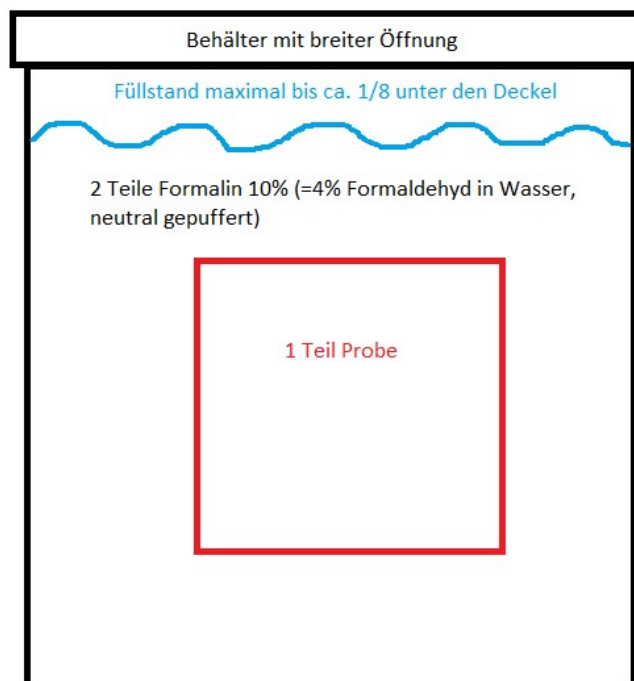 Behälter mit breiter Öffnung
Füllstand maximal bis ca. 1/8 unter den Deckel
2 Teile Formalin 10% (=4% Formaldehyd in Wasser,
neutral gepuffert)
1 Teil Probe